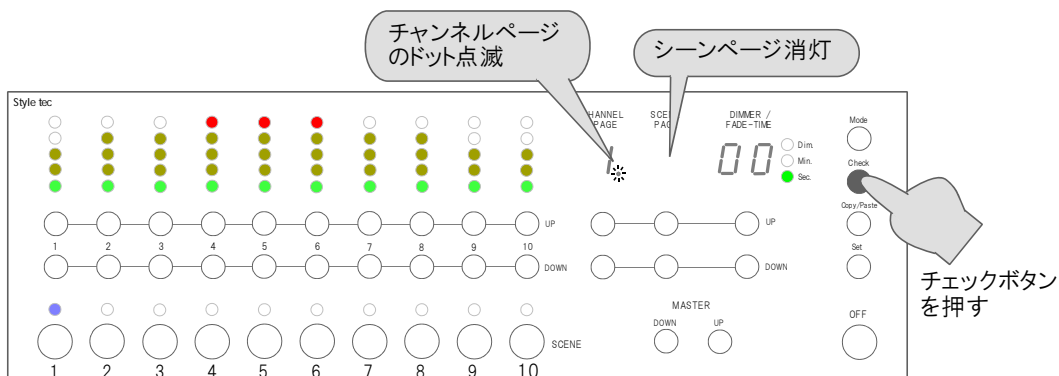 チャンネルページ
のドット点滅
シーンページ消灯
Style tec
CHANNEL
PAGE
SCENE
PAGE
DIMMER /
FADE-TIME
Mode
Dim.
Min.
Sec.
1.
00
Check
Copy/Paste
Set
UP
1 2 3 4 5 6 7 8 9 10
DOWN
UP
DOWN
チェックボタン
を押す
MASTER
DOWN UP
OFF
SCENE
1 2 3 4 5 6 7 8 9 10